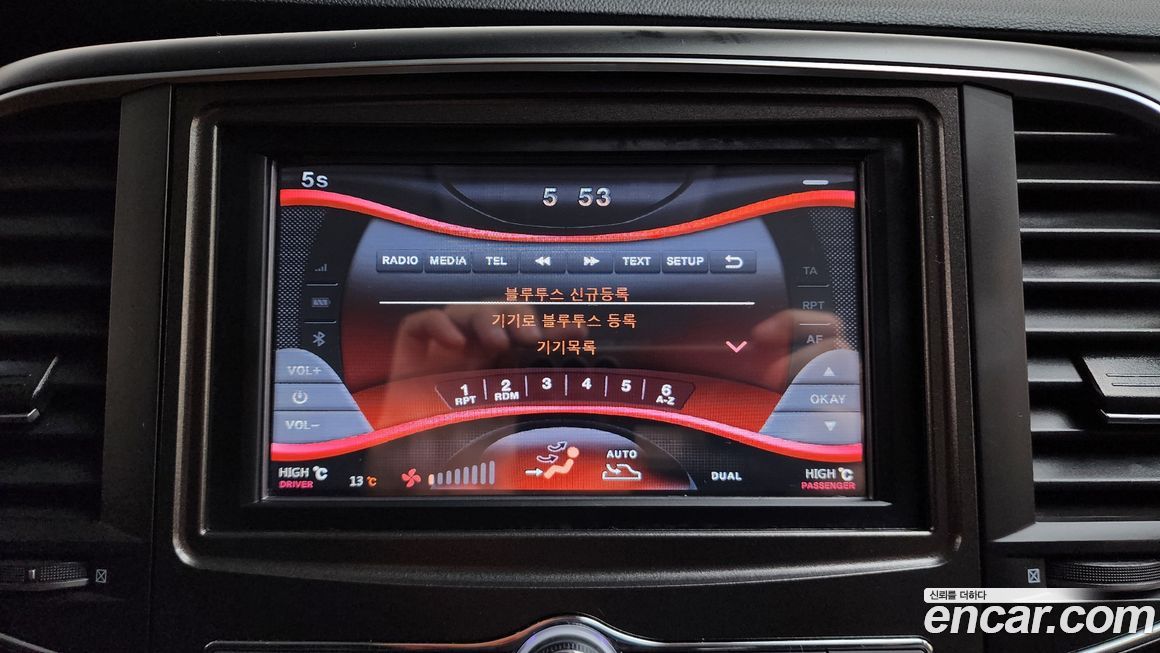 5s
5 53
RADIO MEDIA TEL TEXT SETUP
블루투스 신규등록
기기로 블루투스 등록
기기목록
TA
RPT
AF
VOL+
VOL-
OKAY
1 2 3 4 5 6
RPT RDM A-Z
AUTO
HIGH °C
DRIVER
13 °C
DUAL
HIGH °C
PASSENGER
신뢰를 더하다
encar.com